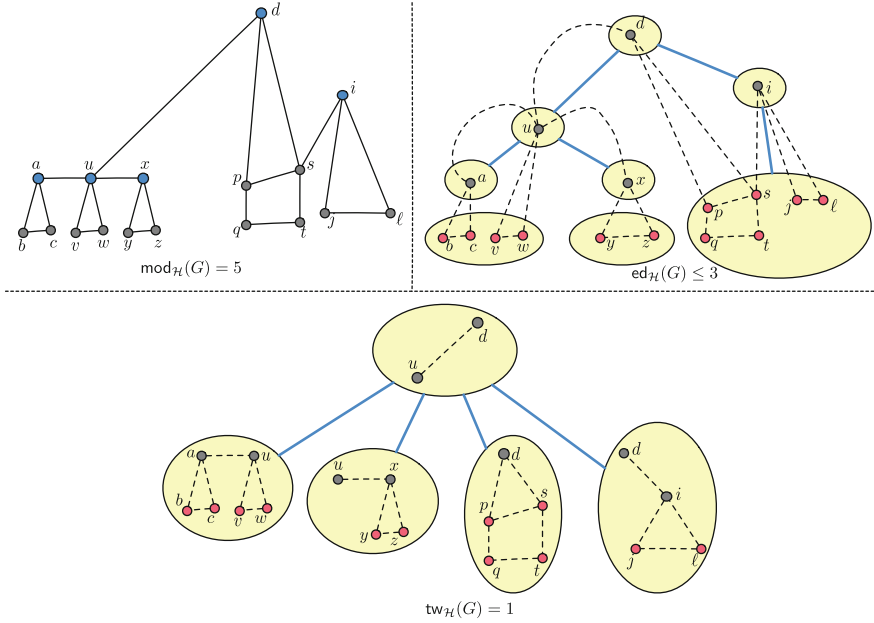 d
i
a u x
p s
b c v w y z
q t j ℓ
mod_ℋ(G) = 5
d
i
u
a x
p s j ℓ
b c v w y z q t
ed_ℋ(G) ≤ 3
d
u
a u
b c v w
u x
y z
d
p s
q t
d
i
j ℓ
tw_ℋ(G) = 1